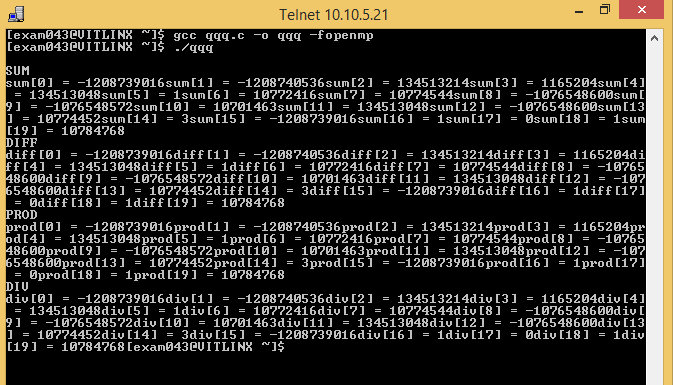 Telnet 10.10.5.21
[exam043@VITLINX ~]$ gcc qqq.c -o qqq -fopenmp
[exam043@VITLINX ~]$ ./qqq
SUM
sum[0] = -1208739016sum[1] = -1208740536sum[2] = 134513214sum[3] = 1165204sum[4]
 = 134513048sum[5] = 1sum[6] = 10772416sum[7] = 10774544sum[8] = -1076548600sum[
9] = -1076548572sum[10] = 10701463sum[11] = 134513048sum[12] = -1076548600sum[13
] = 10774452sum[14] = 3sum[15] = -1208739016sum[16] = 1sum[17] = 0sum[18] = 1sum
[19] = 10784768
DIFF
diff[0] = -1208739016diff[1] = -1208740536diff[2] = 134513214diff[3] = 1165204di
ff[4] = 134513048diff[5] = 1diff[6] = 10772416diff[7] = 10774544diff[8] = -10765
48600diff[9] = -1076548572diff[10] = 10701463diff[11] = 134513048diff[12] = -107
6548600diff[13] = 10774452diff[14] = 3diff[15] = -1208739016diff[16] = 1diff[17]
 = 0diff[18] = 1diff[19] = 10784768
PROD
prod[0] = -1208739016prod[1] = -1208740536prod[2] = 134513214prod[3] = 1165204pr
od[4] = 134513048prod[5] = 1prod[6] = 10772416prod[7] = 10774544prod[8] = -10765
48600prod[9] = -1076548572prod[10] = 10701463prod[11] = 134513048prod[12] = -107
6548600prod[13] = 10774452prod[14] = 3prod[15] = -1208739016prod[16] = 1prod[17]
 = 0prod[18] = 1prod[19] = 10784768
DIV
div[0] = -1208739016div[1] = -1208740536div[2] = 134513214div[3] = 1165204div[4]
 = 134513048div[5] = 1div[6] = 10772416div[7] = 10774544div[8] = -1076548600div[
9] = -1076548572div[10] = 10701463div[11] = 134513048div[12] = -1076548600div[13
] = 10774452div[14] = 3div[15] = -1208739016div[16] = 1div[17] = 0div[18] = 1div
[19] = 10784768[exam043@VITLINX ~]$